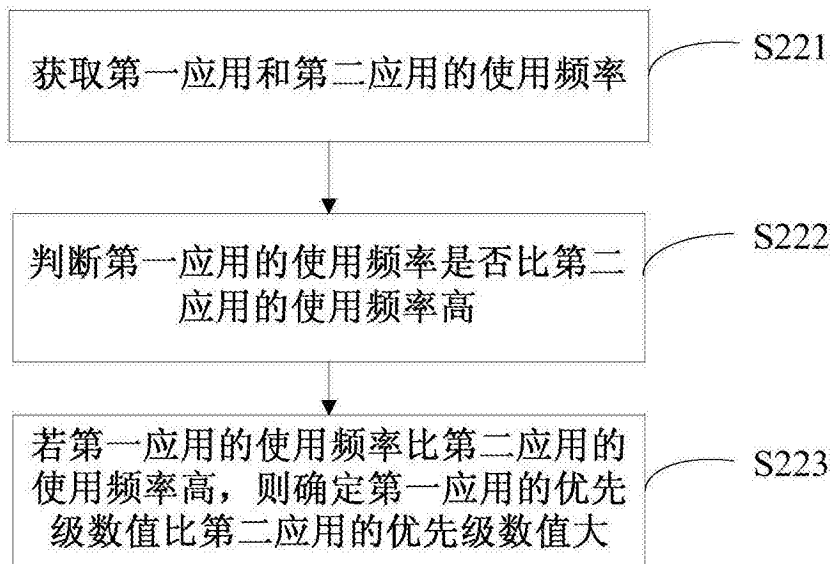 获取第一应用和第二应用的使用频率
S221
判断第一应用的使用频率是否比第二
应用的使用频率高
S222
若第一应用的使用频率比第二应用的
使用频率高，则确定第一应用的优先
级数值比第二应用的优先级数值大
S223